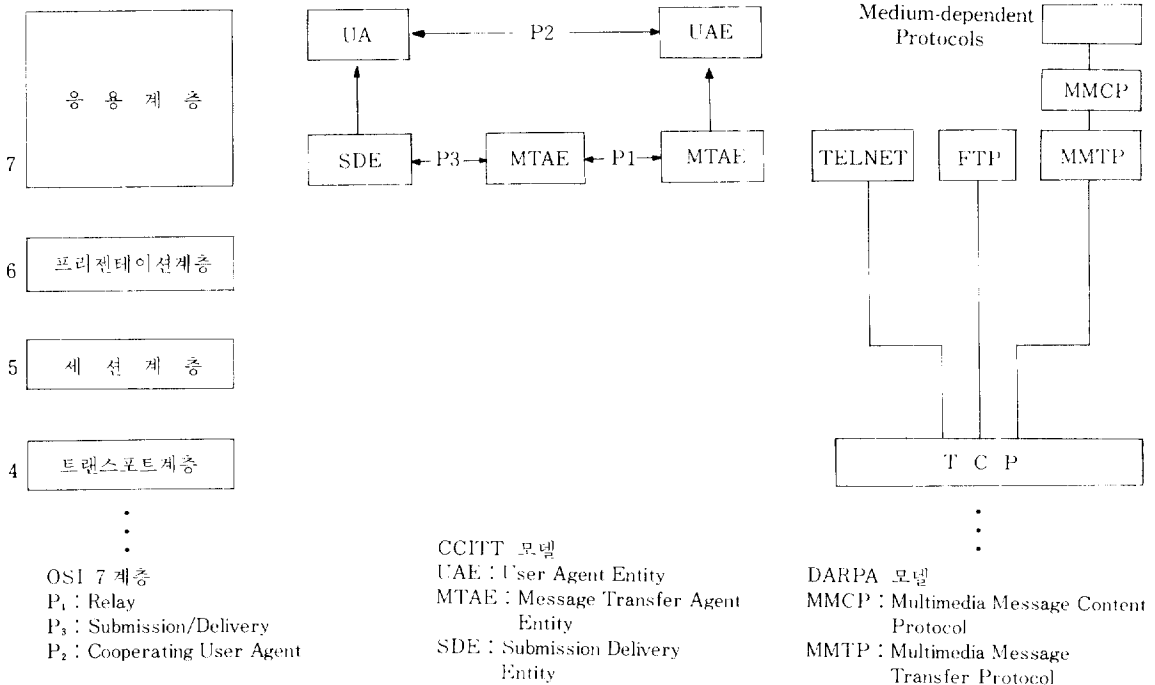 응 용 계 층
7
프리젠테이션계층
6
세 션 계 층
5
트랜스포트계층
4
OSI 7 계층
P₁ : Relay
P₃ : Submission/Delivery
P₂ : Cooperating User Agent
UA
P2
UAE
SDE
P3
MTAE
P1
MTAE
CCITT 모델
UAE : User Agent Entity
MTAE : Message Transfer Agent
Entity
SDE : Submission Delivery
Entity
Medium-dependent
Protocols
MMCP
TELNET
FTP
MMTP
T C P
DARPA 모델
MMCP : Multimedia Message Content
Protocol
MMTP : Multimedia Message
Transfer Protocol